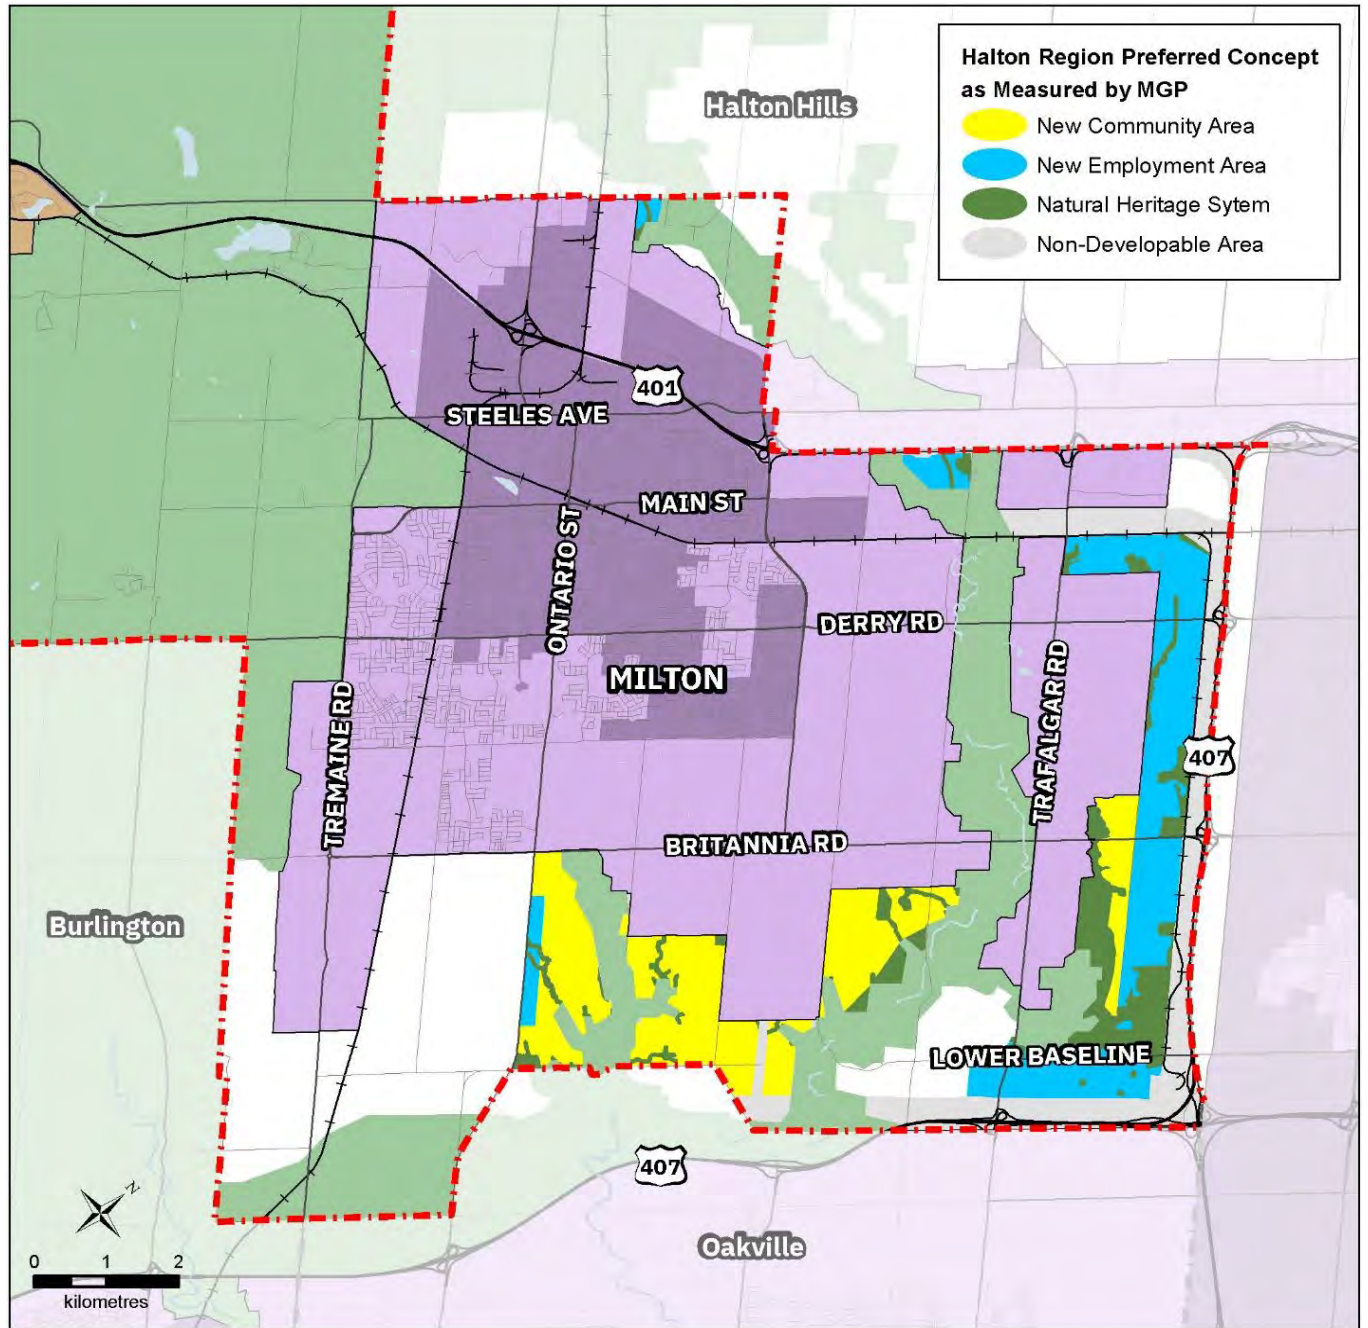 Halton Region Preferred Concept
as Measured by MGP
New Community Area
New Employment Area
Natural Heritage Sytem
Non-Developable Area
Halton Hills
401
STEELES AVE
MAIN ST
ONTARIO ST
DERRY RD
MILTON
TREMAINE RD
TRAFALGAR RD
407
BRITANNIA RD
Burlington
LOWER BASELINE
407
N
Oakville
0 1 2
kilometres